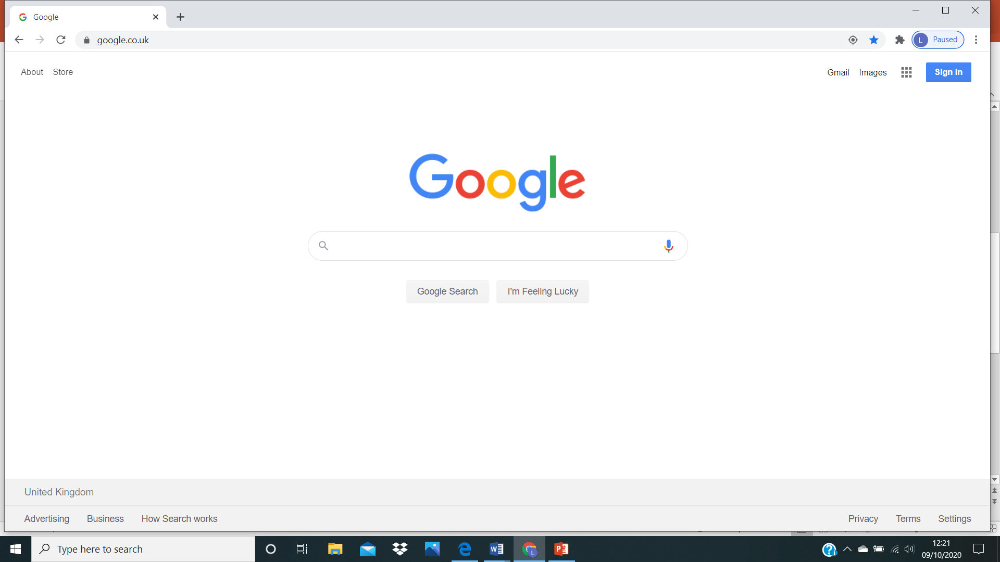 Google
google.co.uk
L Paused
About Store
Gmail Images Sign in
Google
Google Search I'm Feeling Lucky
United Kingdom
Advertising Business How Search works
Privacy Terms Settings
Type here to search
12:21
09/10/2020